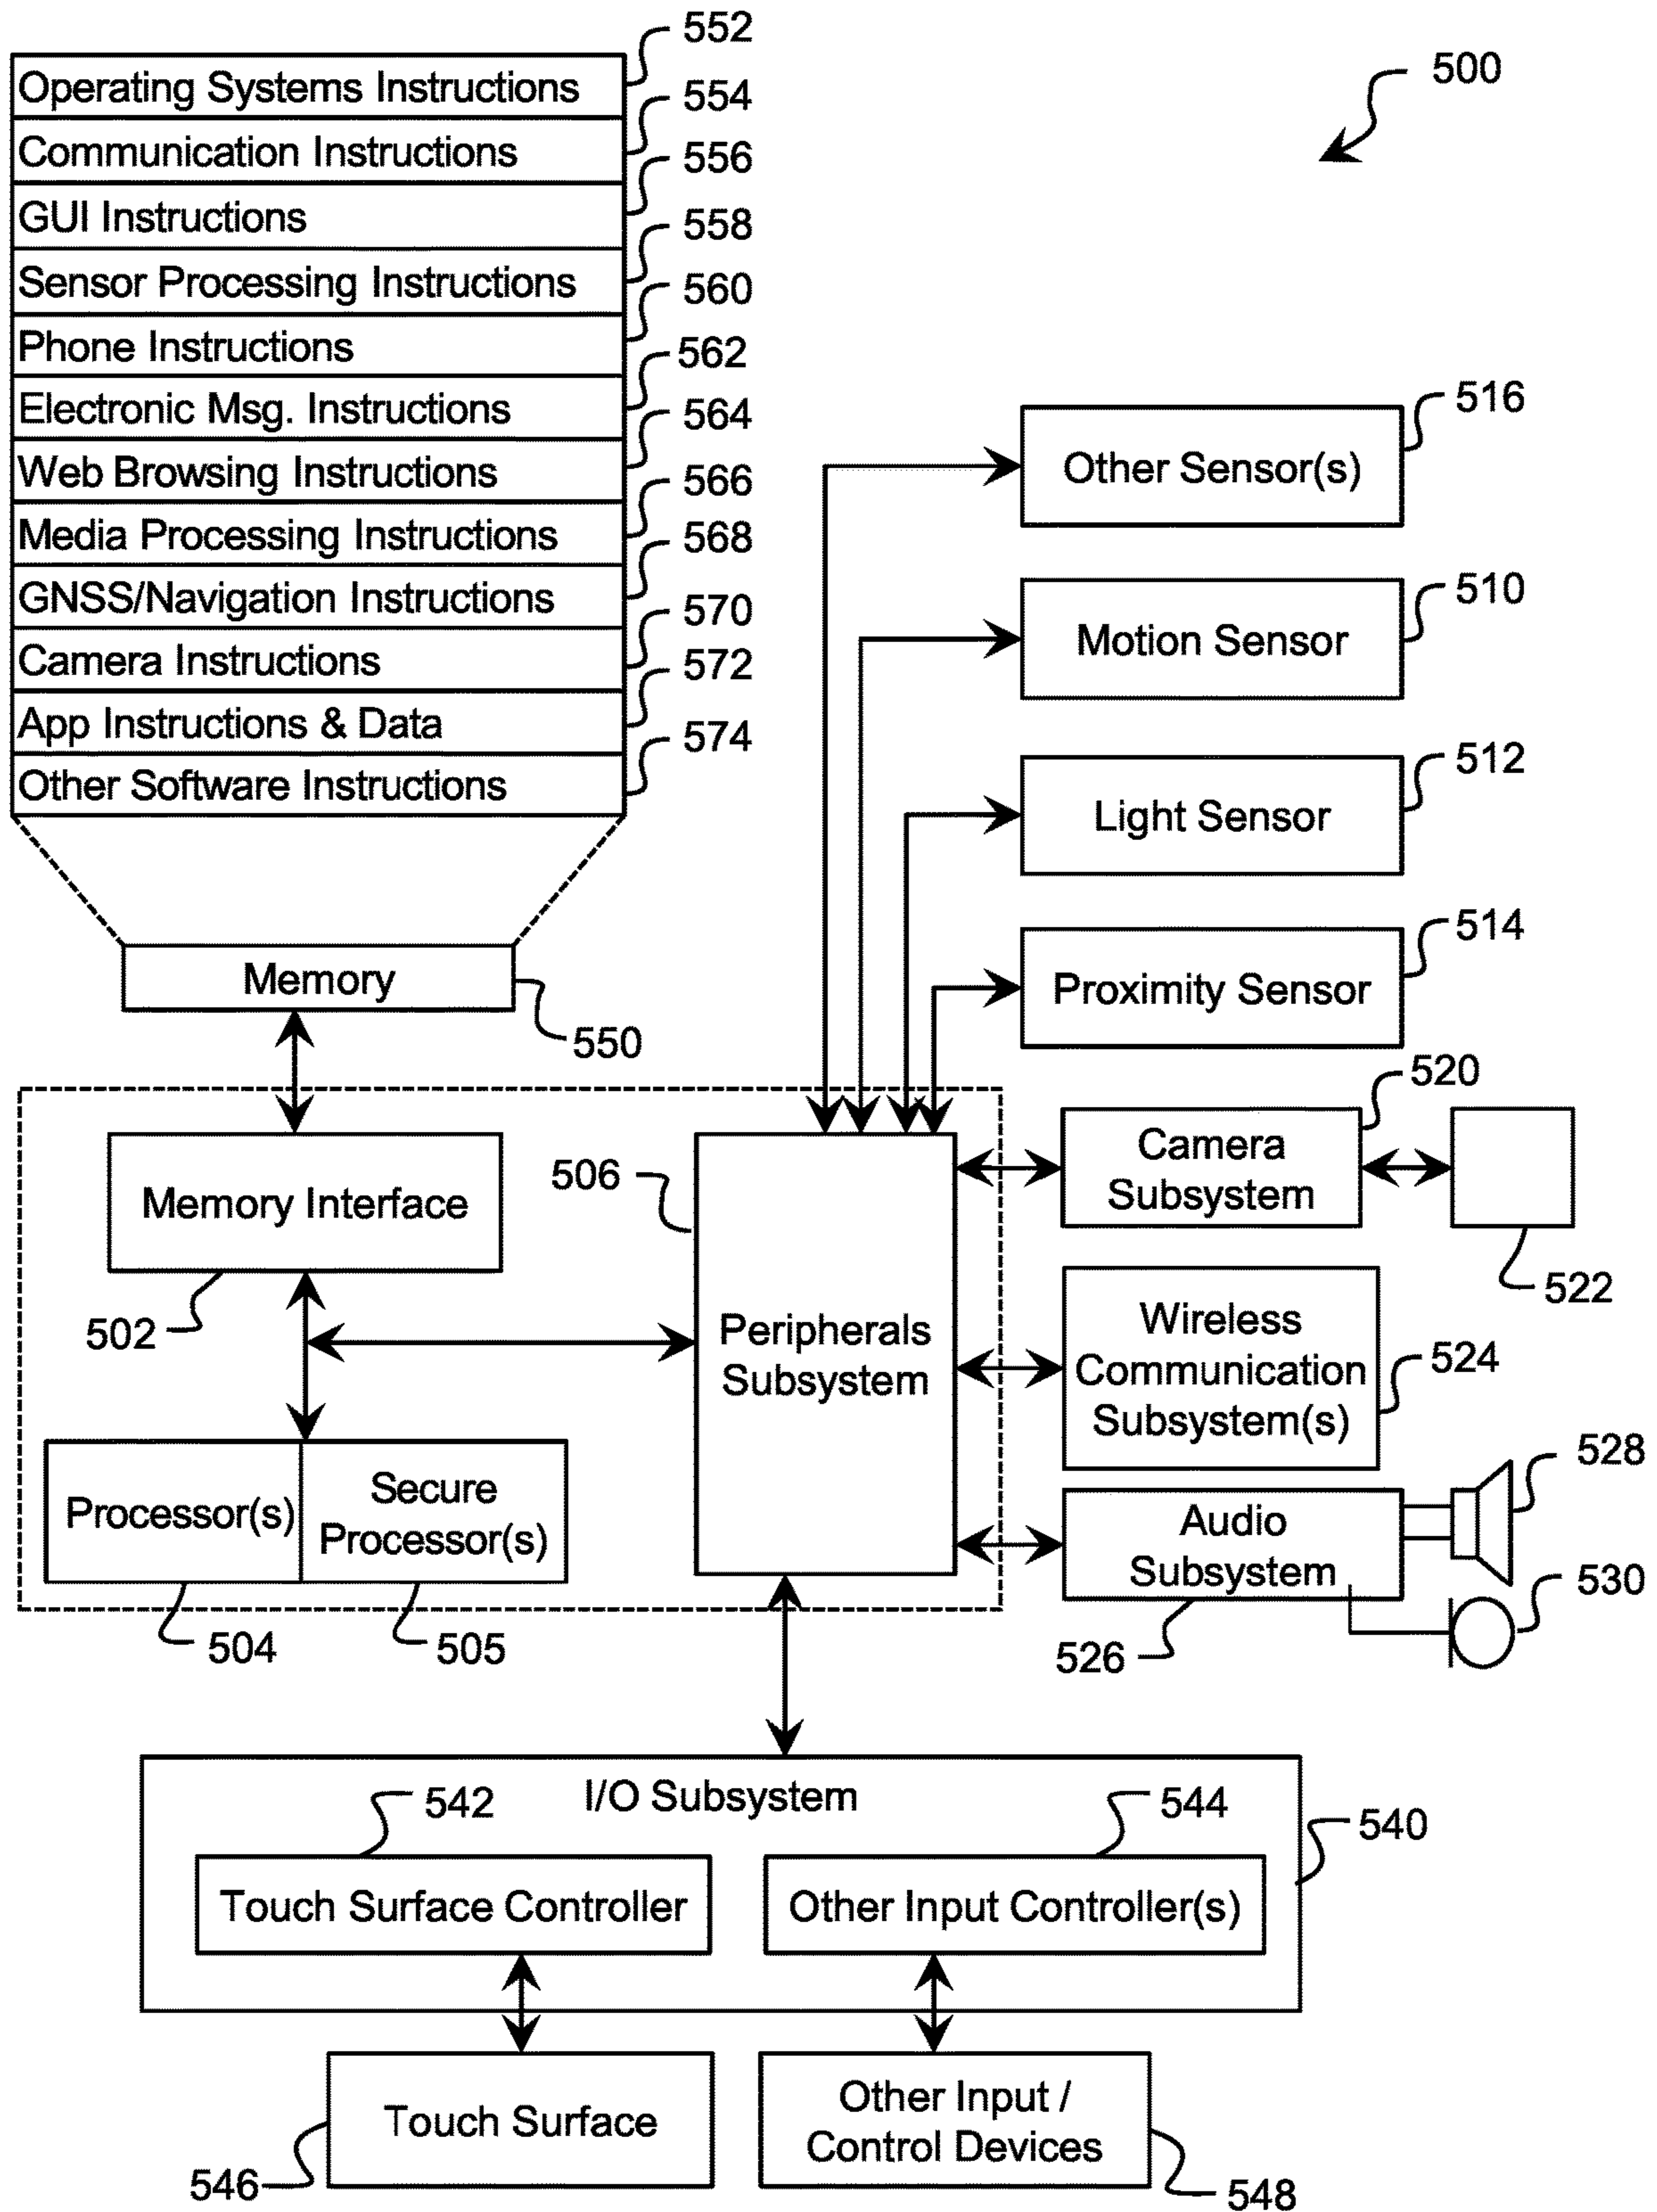 552
Operating Systems Instructions
554
Communication Instructions
556
GUI Instructions
558
Sensor Processing Instructions
560
Phone Instructions
562
Electronic Msg. Instructions
564
Web Browsing Instructions
566
Media Processing Instructions
568
GNSS/Navigation Instructions
570
Camera Instructions
572
App Instructions & Data
574
Other Software Instructions
Memory
550
500
516
Other Sensor(s)
510
Motion Sensor
512
Light Sensor
514
Proximity Sensor
520
Camera
Subsystem
522
Memory Interface
502
506
Peripherals
Subsystem
Wireless
Communication
Subsystem(s)
524
Processor(s)
Secure
Processor(s)
504
505
Audio
Subsystem
526
528
530
I/O Subsystem
540
542
Touch Surface Controller
544
Other Input Controller(s)
Touch Surface
546
Other Input /
Control Devices
548